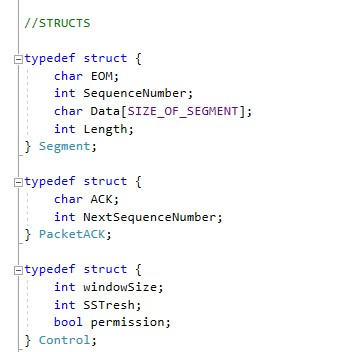 //STRUCTS
typedef struct {
char EOM;
int SequenceNumber;
char Data[SIZE_OF_SEGMENT];
int Length;
} Segment;
typedef struct {
char ACK;
int NextSequenceNumber;
} PacketACK;
typedef struct {
int windowSize;
int SSTresh;
bool permission;
} Control;